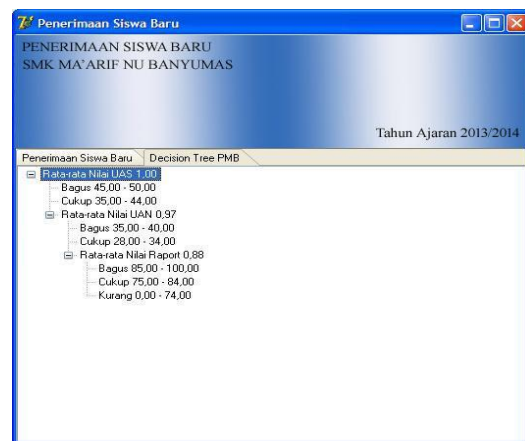 Penerimaan Siswa Baru
PENERIMAAN SISWA BARU
SMK MA'ARIF NU BANYUMAS
Tahun Ajaran 2013/2014
Penerimaan Siswa Baru Decision Tree PMB
Rata-rata Nilai UAS 1,00
Bagus 45,00 - 50,00
Cukup 35,00 - 44,00
Rata-rata Nilai UAN 0,97
Bagus 35,00 - 40,00
Cukup 28,00 - 34,00
Rata-rata Nilai Raport 0,88
Bagus 85,00 - 100,00
Cukup 75,00 - 84,00
Kurang 0,00 - 74,00